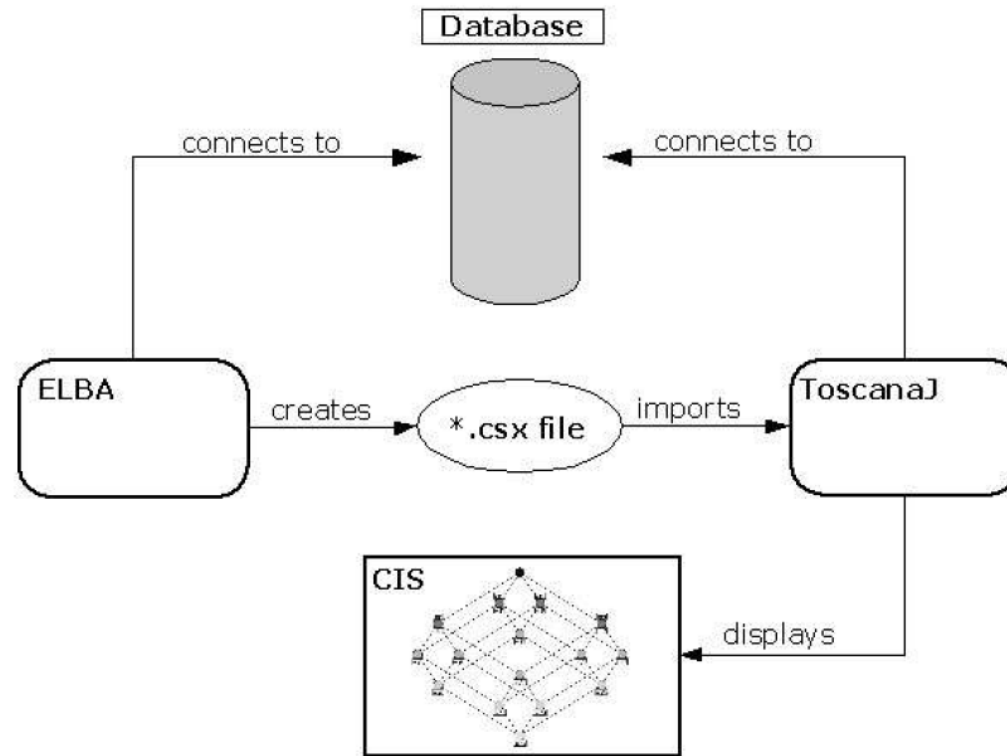 Database
connects to
connects to
ELBA
creates
*.csx file
imports
ToscanaJ
CIS
displays